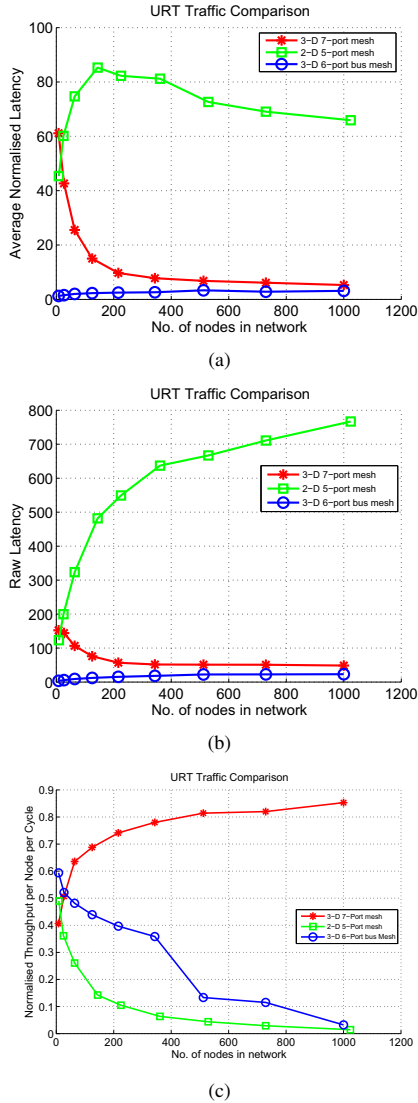 URT Traffic Comparison
100
80
60
40
20
0
Average Normalised Latency
3-D 7-port mesh
2-D 5-port mesh
3-D 6-port bus mesh
0 200 400 600 800 1000 1200
No. of nodes in network
(a)
URT Traffic Comparison
800
700
600
500
400
300
200
100
0
Raw Latency
3-D 7-port mesh
2-D 5-port mesh
3-D 6-port bus mesh
0 200 400 600 800 1000 1200
No. of nodes in network
(b)
URT Traffic Comparison
0.9
0.8
0.7
0.6
0.5
0.4
0.3
0.2
0.1
0
Normalised Throughput per Node per Cycle
3-D 7-Port mesh
2-D 5-Port mesh
3-D 6-Port bus Mesh
0 200 400 600 800 1000 1200
No. of nodes in network
(c)